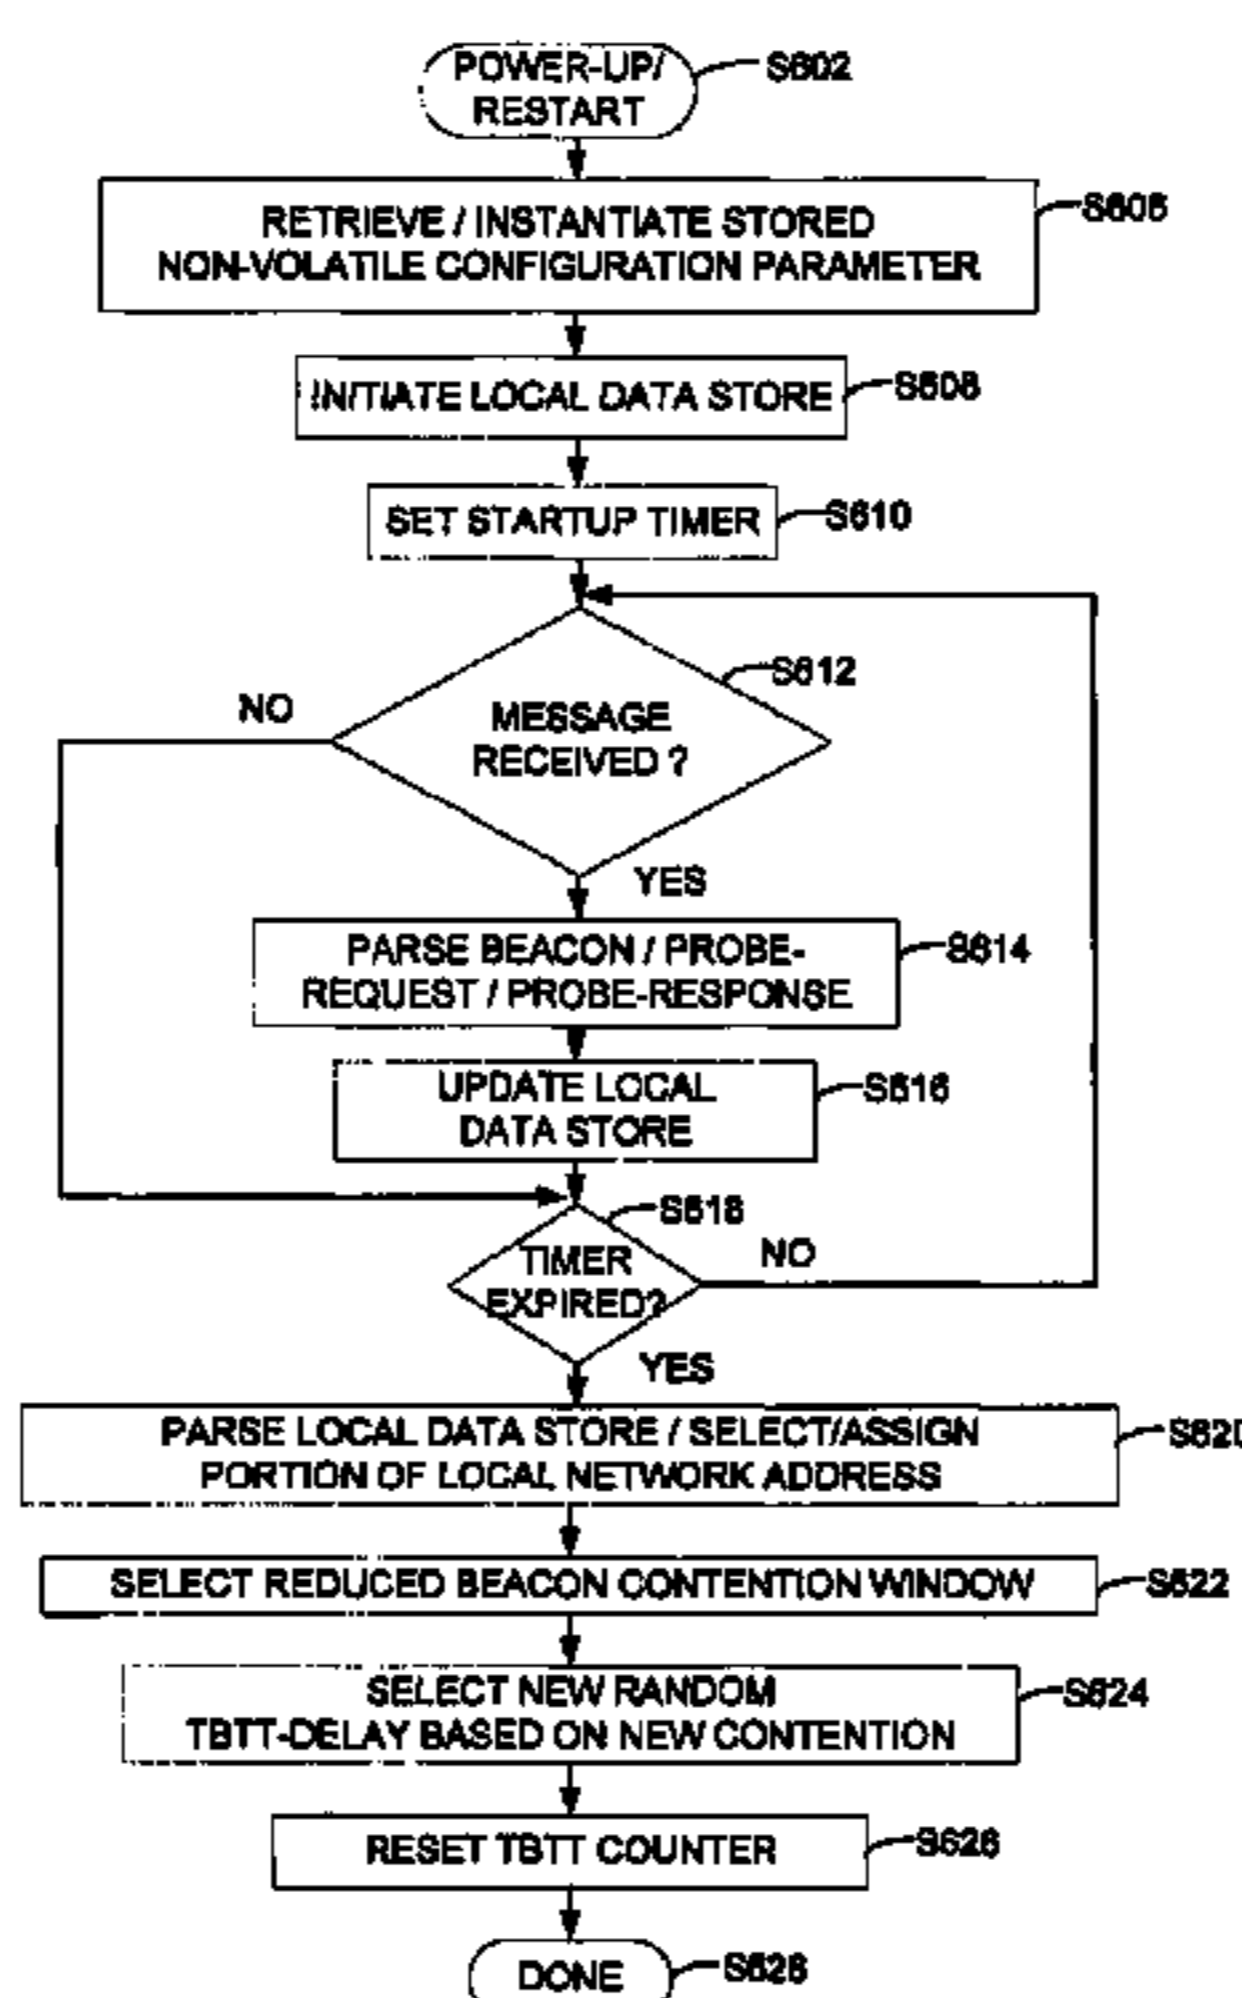 POWER-UP/
RESTART
S602
RETRIEVE / INSTANTIATE STORED
NON-VOLATILE CONFIGURATION PARAMETER
S606
INITIATE LOCAL DATA STORE
S608
SET STARTUP TIMER
S610
S612
NO
MESSAGE
RECEIVED ?
YES
PARSE BEACON / PROBE-
REQUEST / PROBE-RESPONSE
S614
UPDATE LOCAL
DATA STORE
S616
S618
TIMER
EXPIRED?
NO
YES
PARSE LOCAL DATA STORE / SELECT/ASSIGN
PORTION OF LOCAL NETWORK ADDRESS
S620
SELECT REDUCED BEACON CONTENTION WINDOW
S622
SELECT NEW RANDOM
TBTT-DELAY BASED ON NEW CONTENTION
S624
RESET TBTT COUNTER
S626
DONE
S628